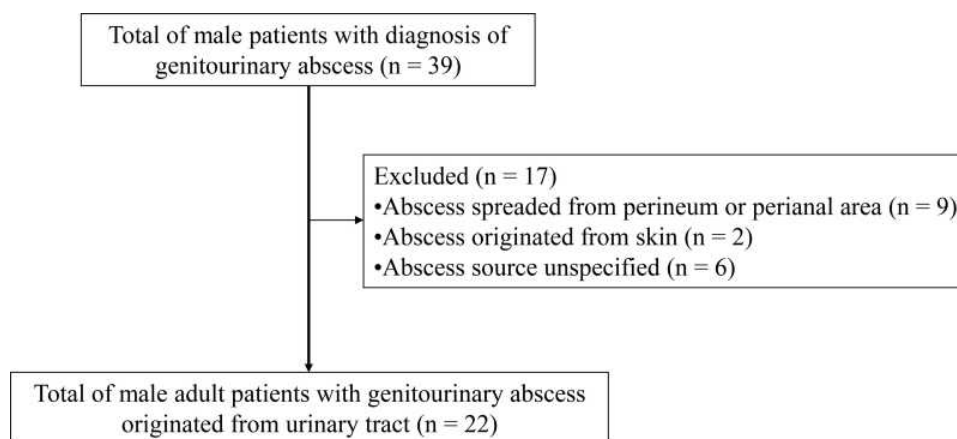 Total of male patients with diagnosis of
genitourinary abscess (n = 39)
Excluded (n = 17)
•Abscess spreaded from perineum or perianal area (n = 9)
•Abscess originated from skin (n = 2)
•Abscess source unspecified (n = 6)
Total of male adult patients with genitourinary abscess
originated from urinary tract (n = 22)